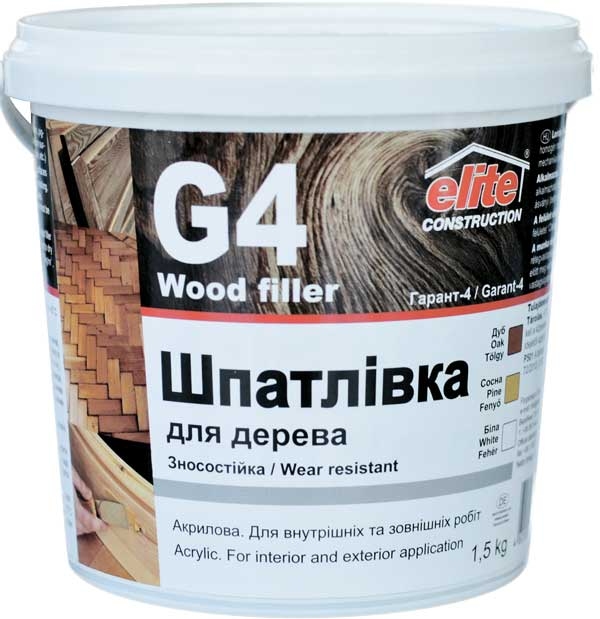 G4
Wood filler
elite
CONSTRUCTION
Гарант-4 / Garant-4
Шпатлівка
для дерева
Зносостійка / Wear resistant
Дуб
Oak
Tölgy
Сосна
Pine
Fenyő
Біла
White
Fehér
Акрилова. Для внутрішніх та зовнішніх робіт
Acrylic. For interior and exterior application
1,5 kg
HU
DE